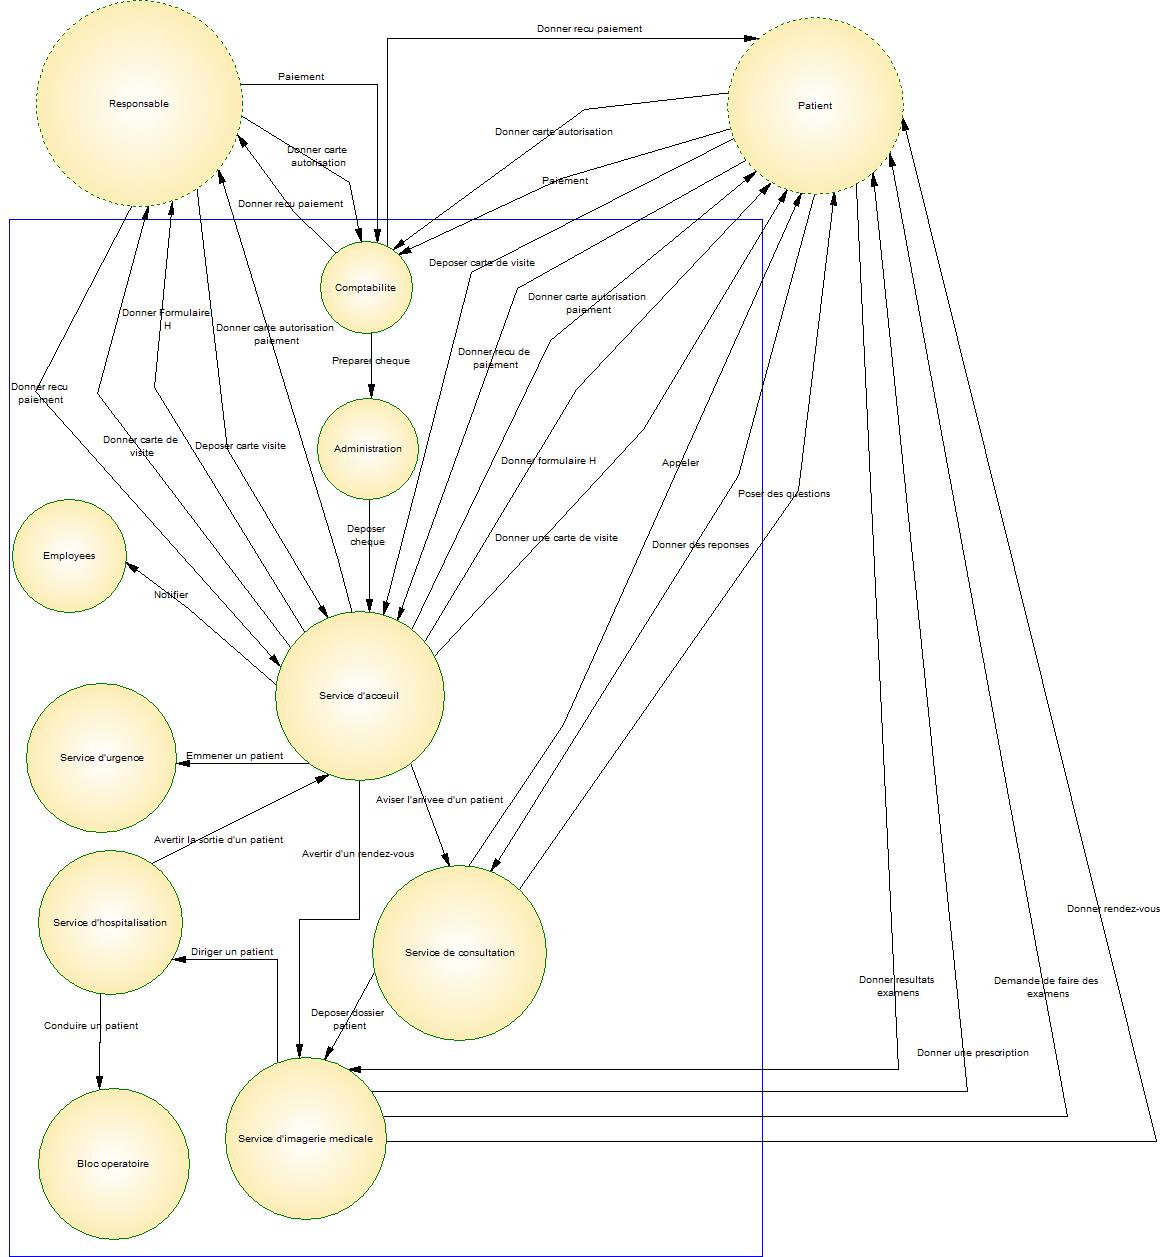 Donner recu paiement
Responsable
Paiement
Patient
Donner carte autorisation
Donner carte
autorisation
Paiement
Donner recu paiement
Deposer carte de visite
Comptabilite
Donner carte autorisation
paiement
Donner Formulaire
H
Donner carte autorisation
paiement
Donner recu de
paiement
Preparer cheque
Donner recu
paiement
Donner carte de
visite
Deposer carte visite
Administration
Donner formulaire H
Appeler
Poser des questions
Deposer
cheque
Donner une carte de visite
Donner des reponses
Employees
Notifier
Service d'acceuil
Service d'urgence
Emmener un patient
Aviser l'arrivee d'un patient
Avertir la sortie d'un patient
Avertir d'un rendez-vous
Donner rendez-vous
Service d'hospitalisation
Diriger un patient
Service de consultation
Donner resultats
examens
Demande de faire des
examens
Deposer dossier
patient
Conduire un patient
Donner une prescription
Service d'imagerie medicale
Bloc operatoire